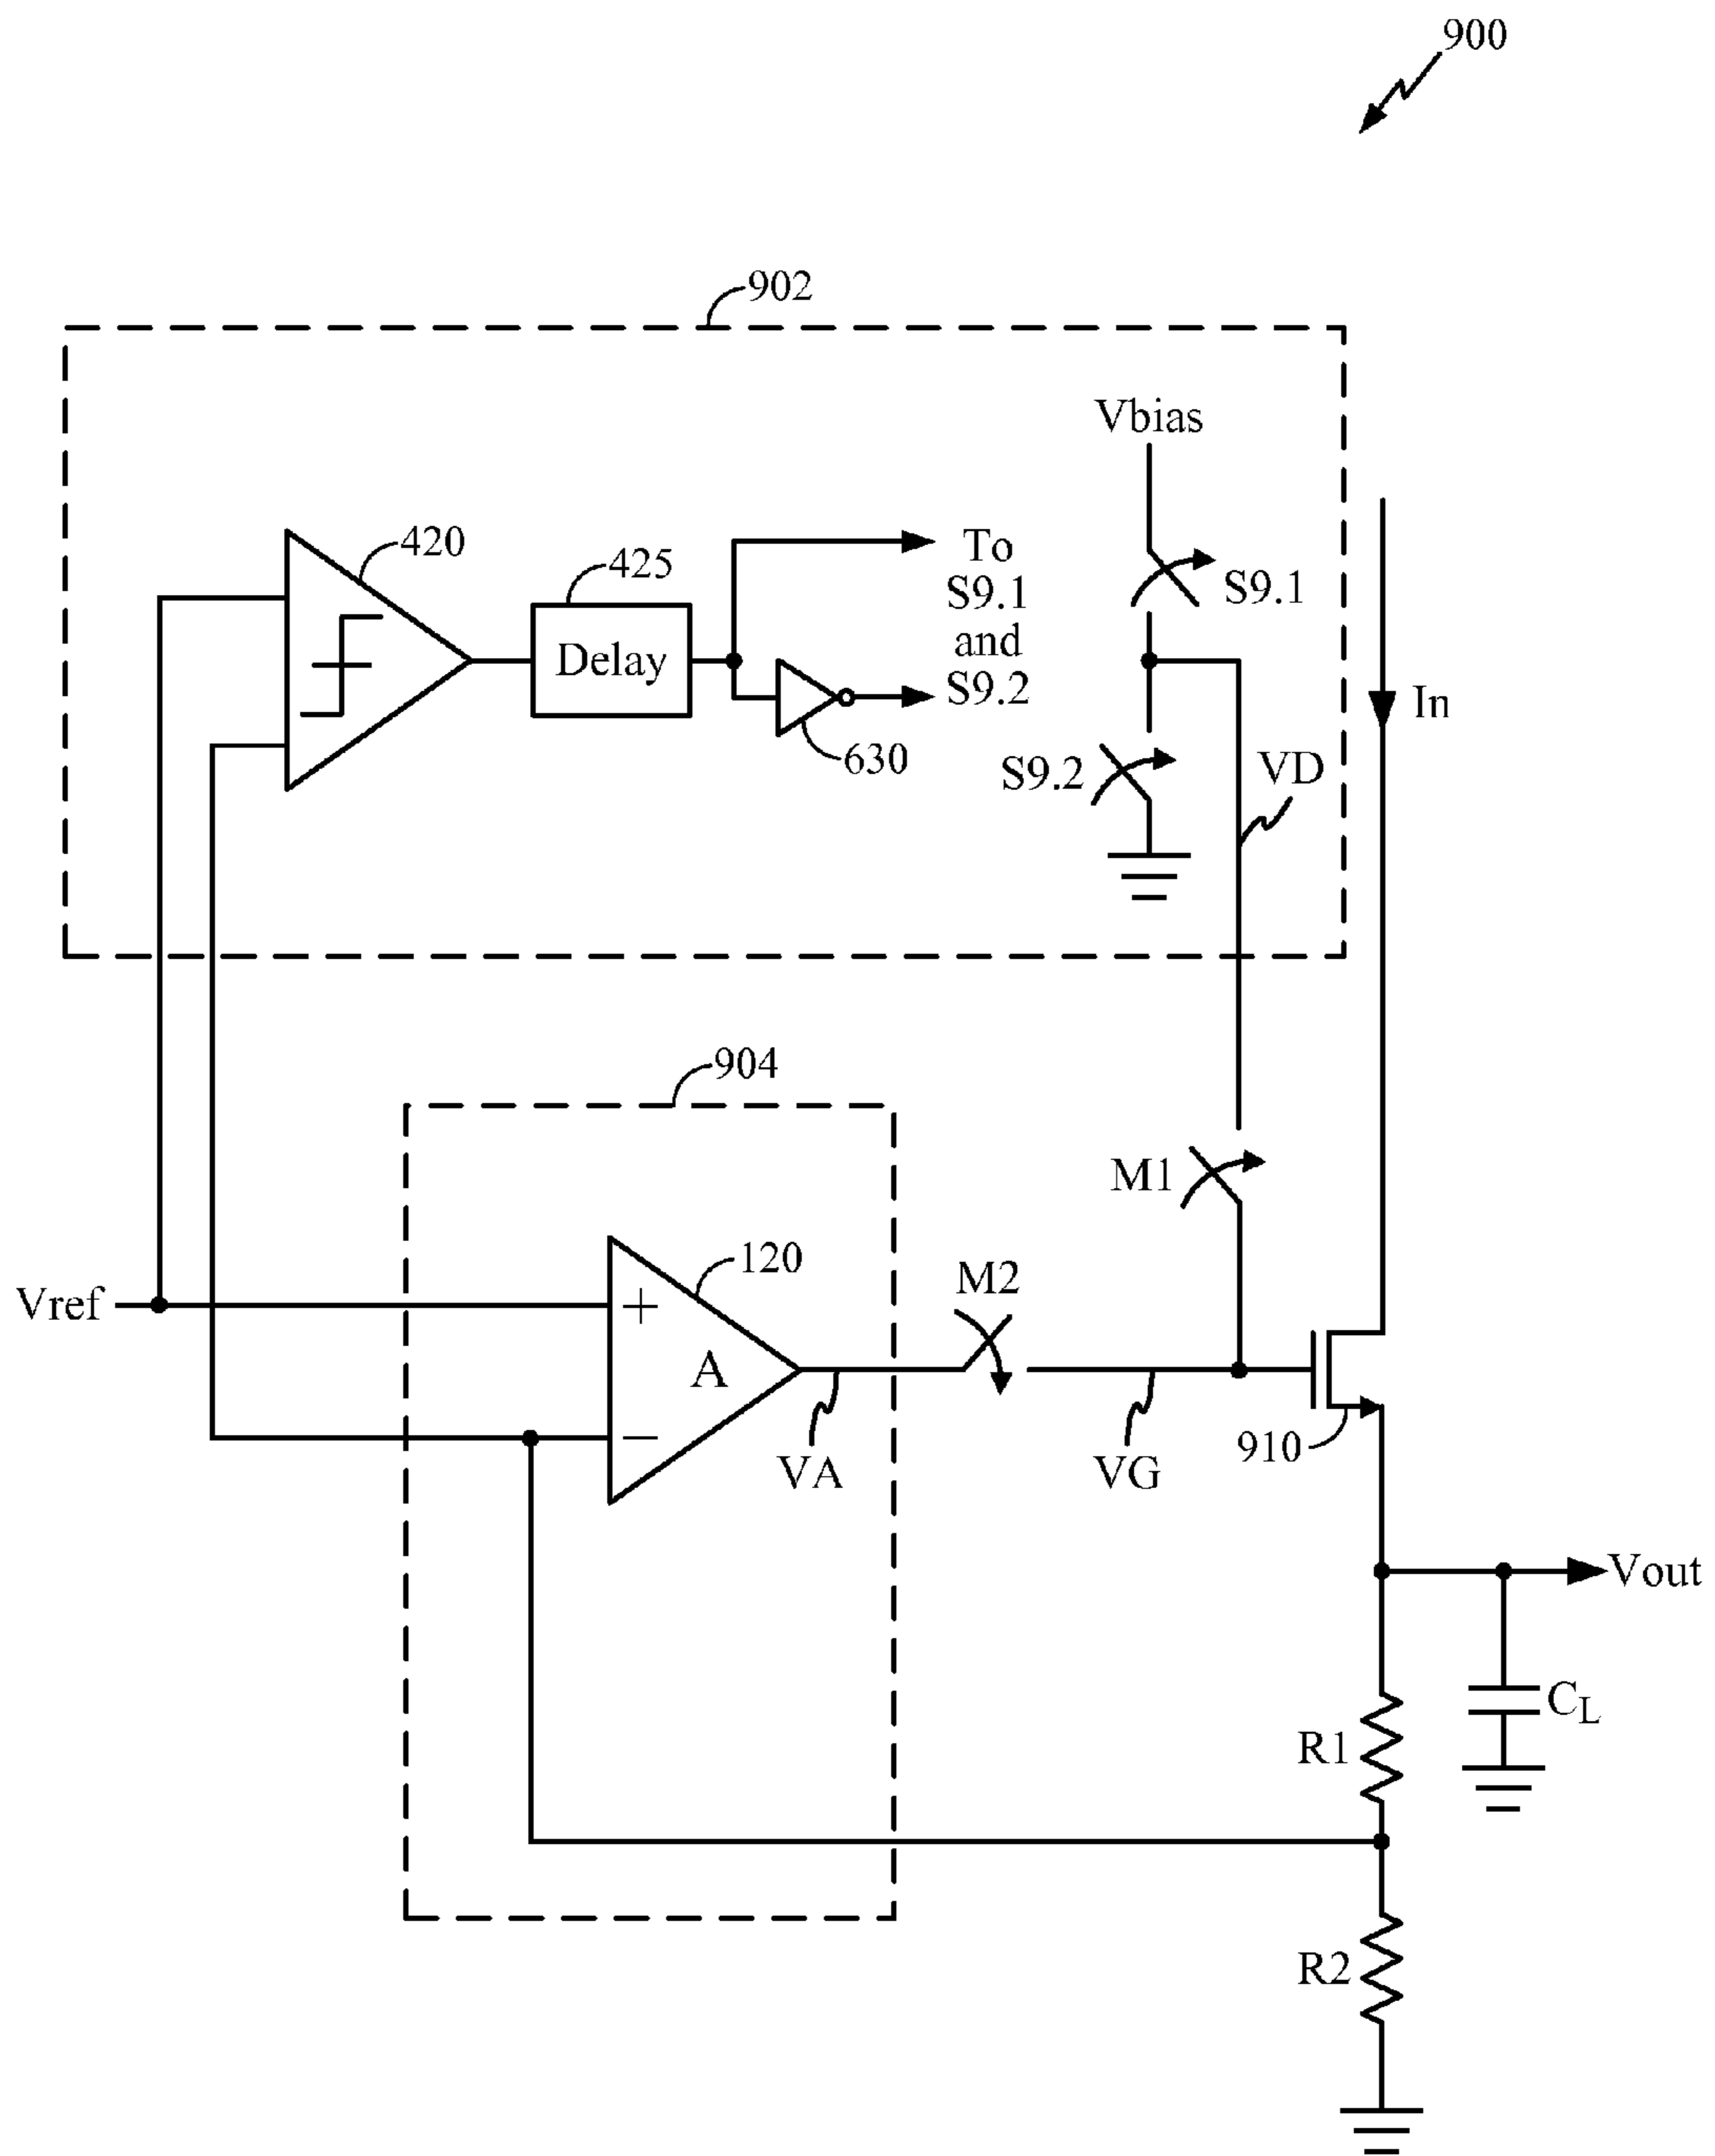 900
902
Vbias
420
425
Delay
To
S9.1
and
S9.2
630
S9.1
S9.2
VD
In
904
120
M1
M2
Vref
+
A
−
VA
VG
910
Vout
R1
CL
R2